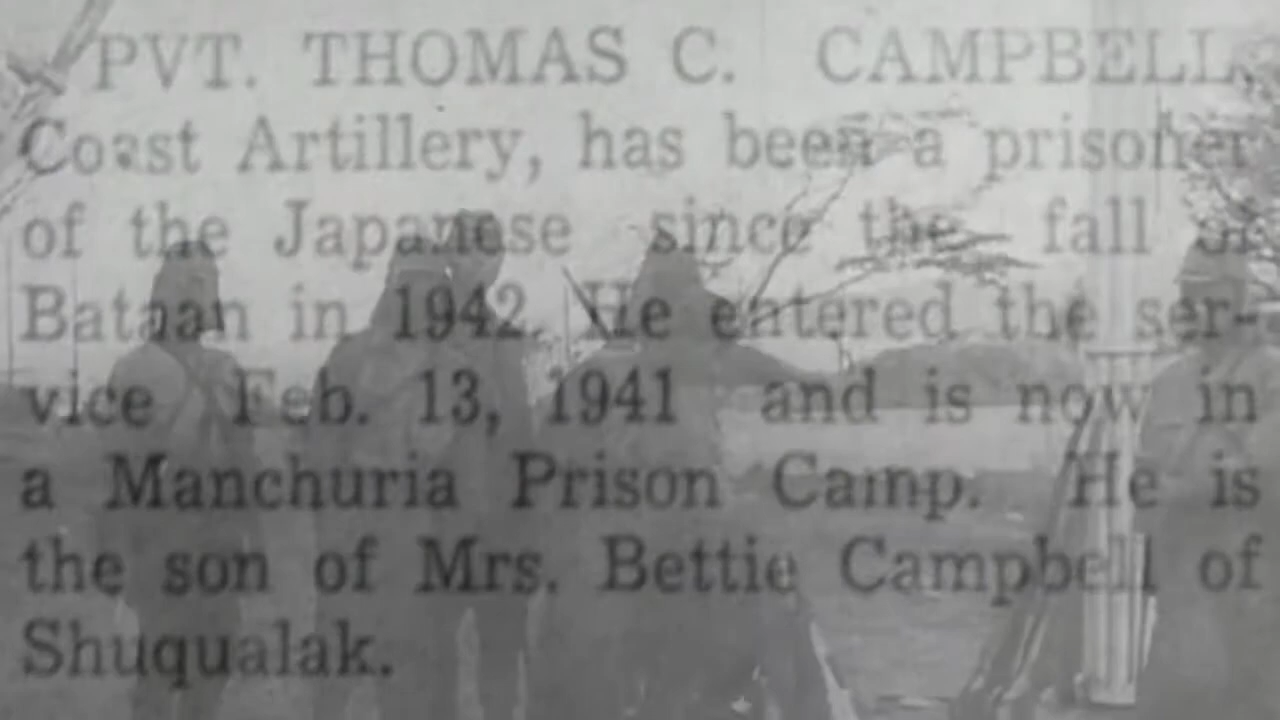 PVT. THOMAS C. CAMPBELL,
Coast Artillery, has been a prisoner
of the Japanese since the fall of
Bataan in 1942. He entered the ser-
vice Feb. 13, 1941 and is now in
a Manchuria Prison Camp. He is
the son of Mrs. Bettie Campbell of
Shuqualak.